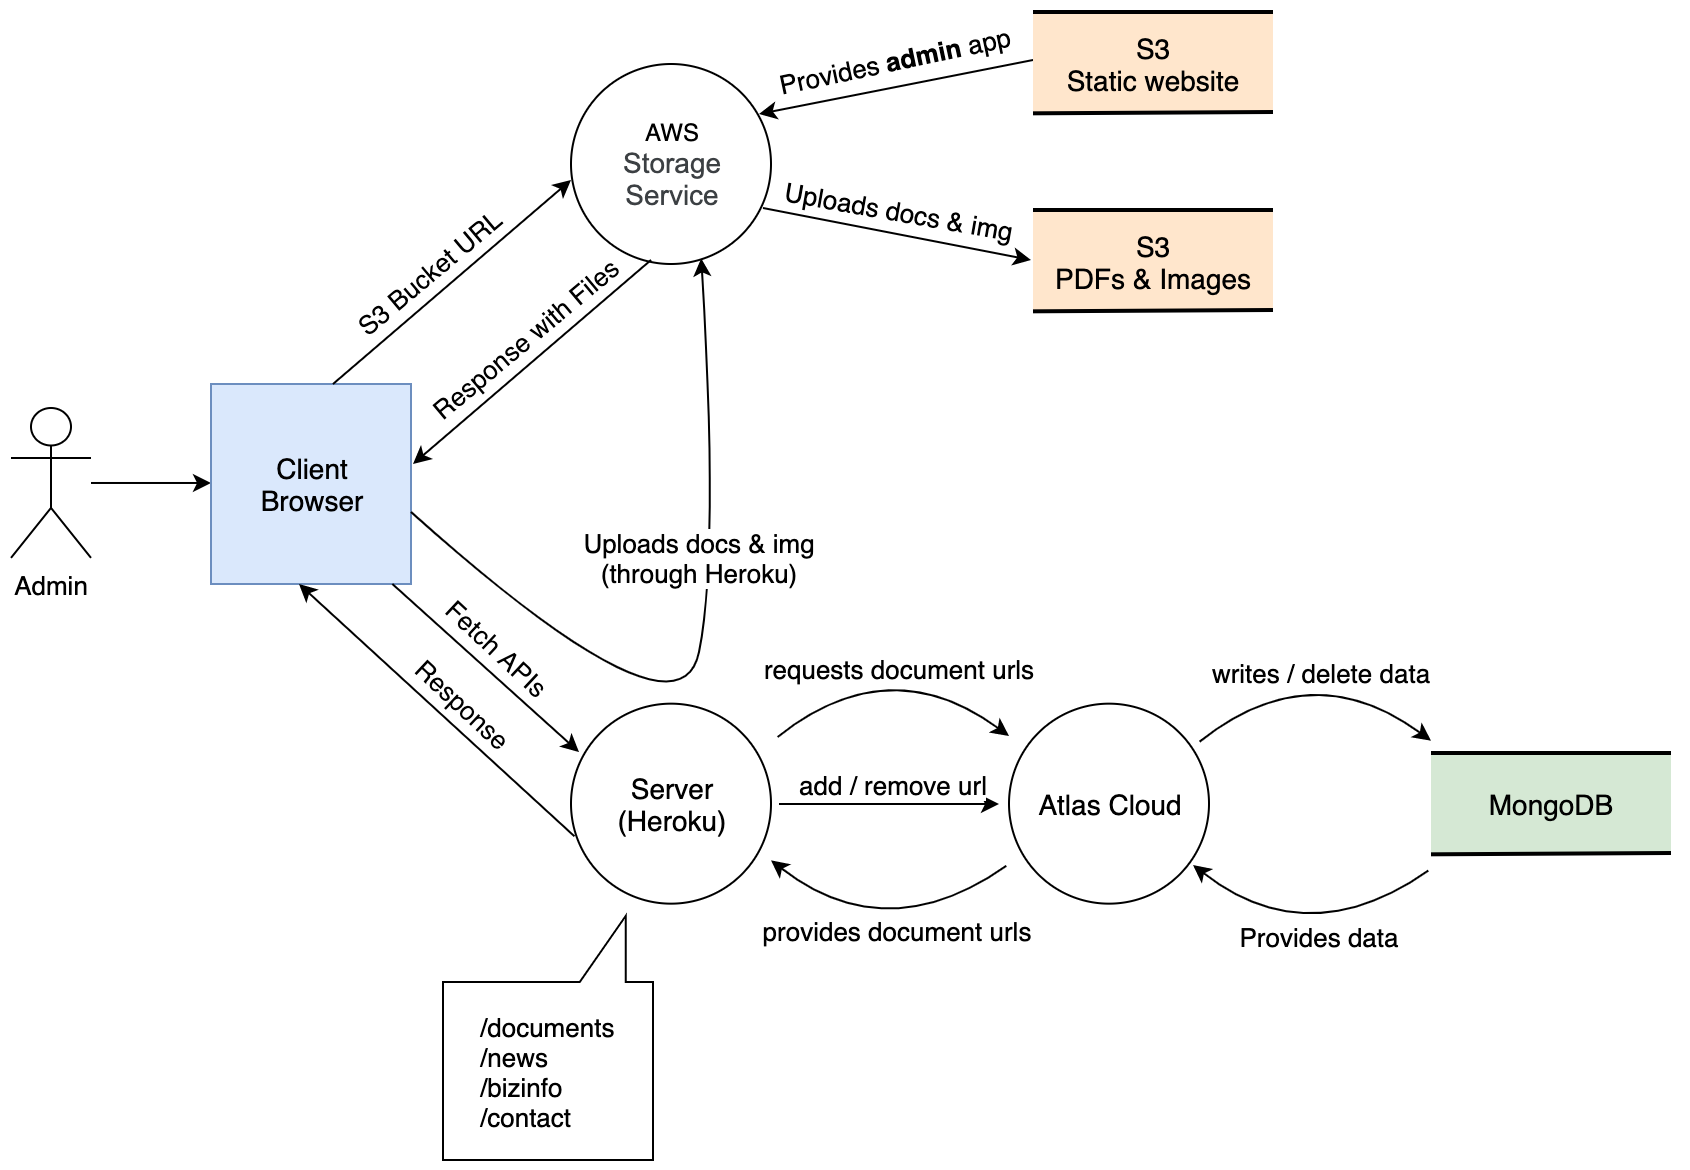 Provides admin app
S3
Static website
AWS
Storage
Service
Uploads docs & img
S3
PDFs & Images
S3 Bucket URL
Response with Files
Client
Browser
Admin
Uploads docs & img
(through Heroku)
Fetch APIs
Response
requests document urls
writes / delete data
Server
(Heroku)
add / remove url
Atlas Cloud
MongoDB
provides document urls
Provides data
/documents
/news
/bizinfo
/contact